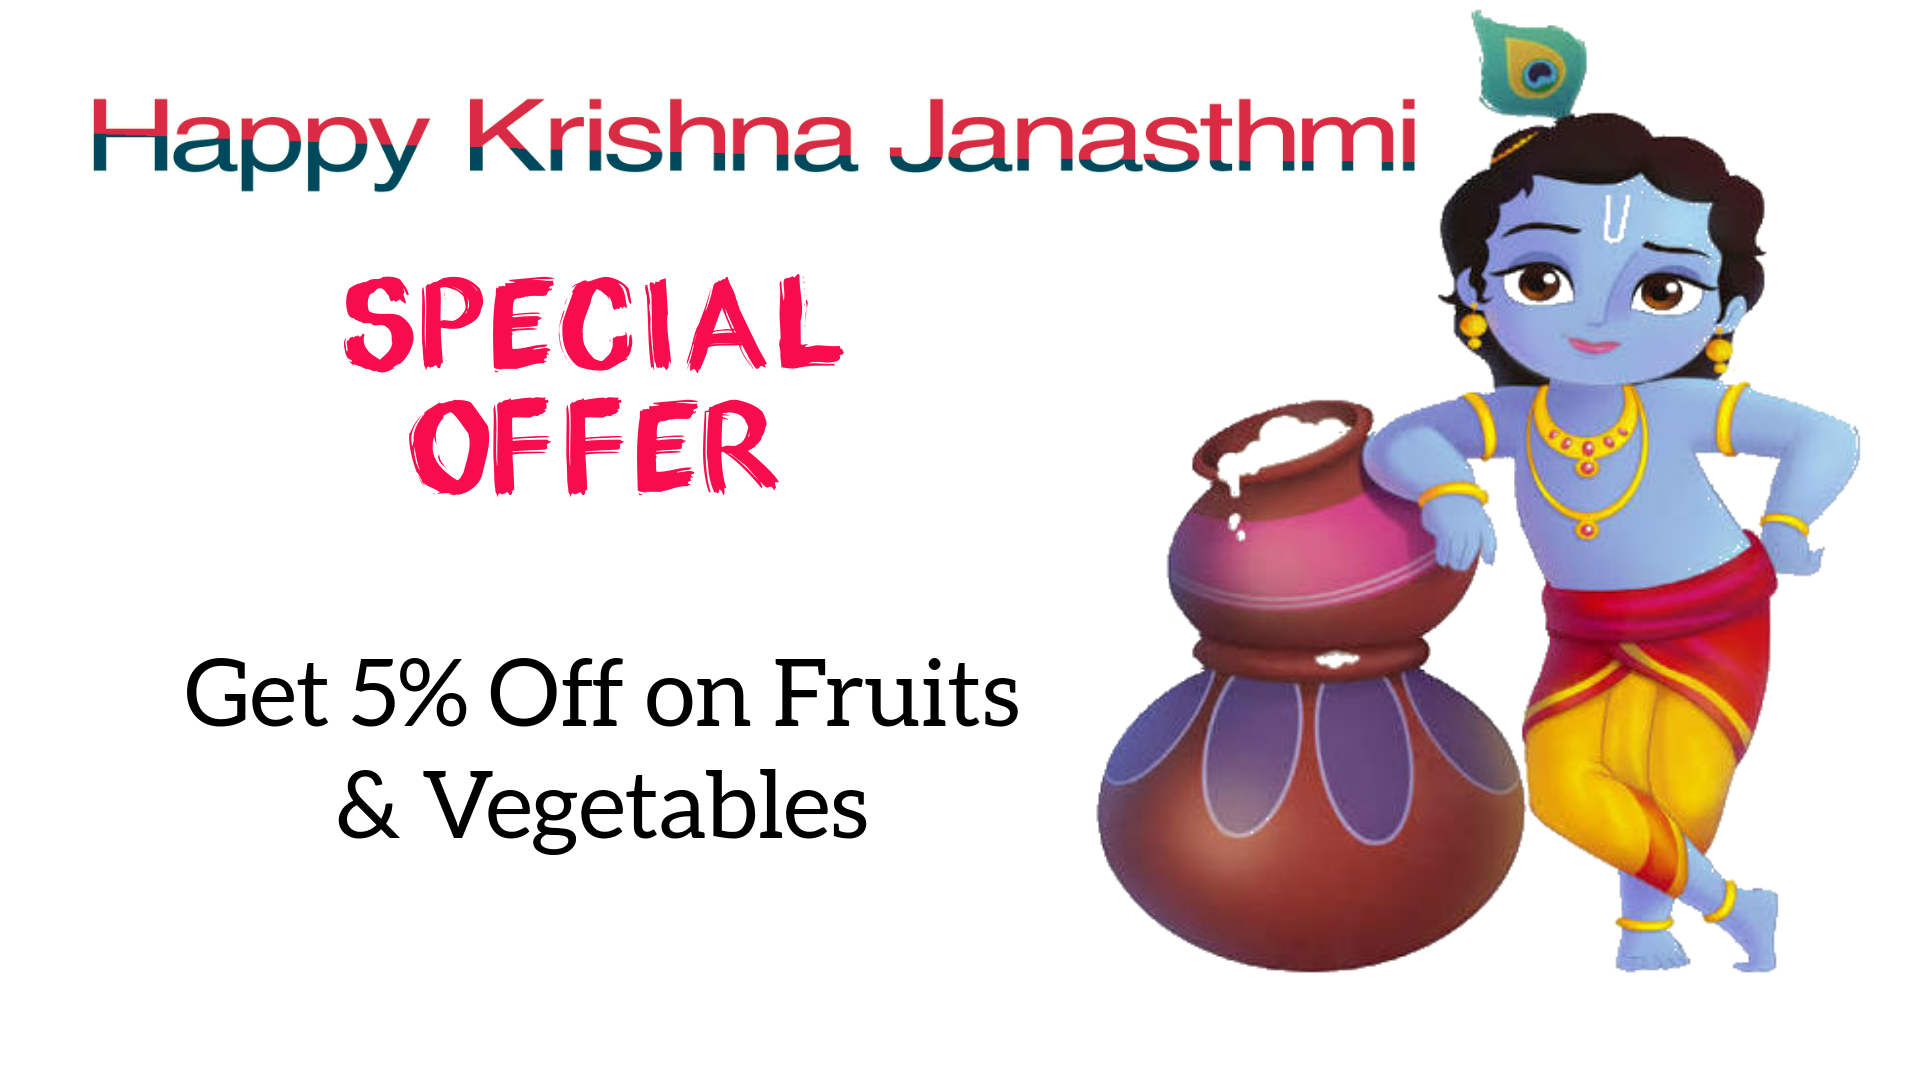 Happy Krishna Janasthmi
SPECIAL
OFFER
Get 5% Off on Fruits
& Vegetables